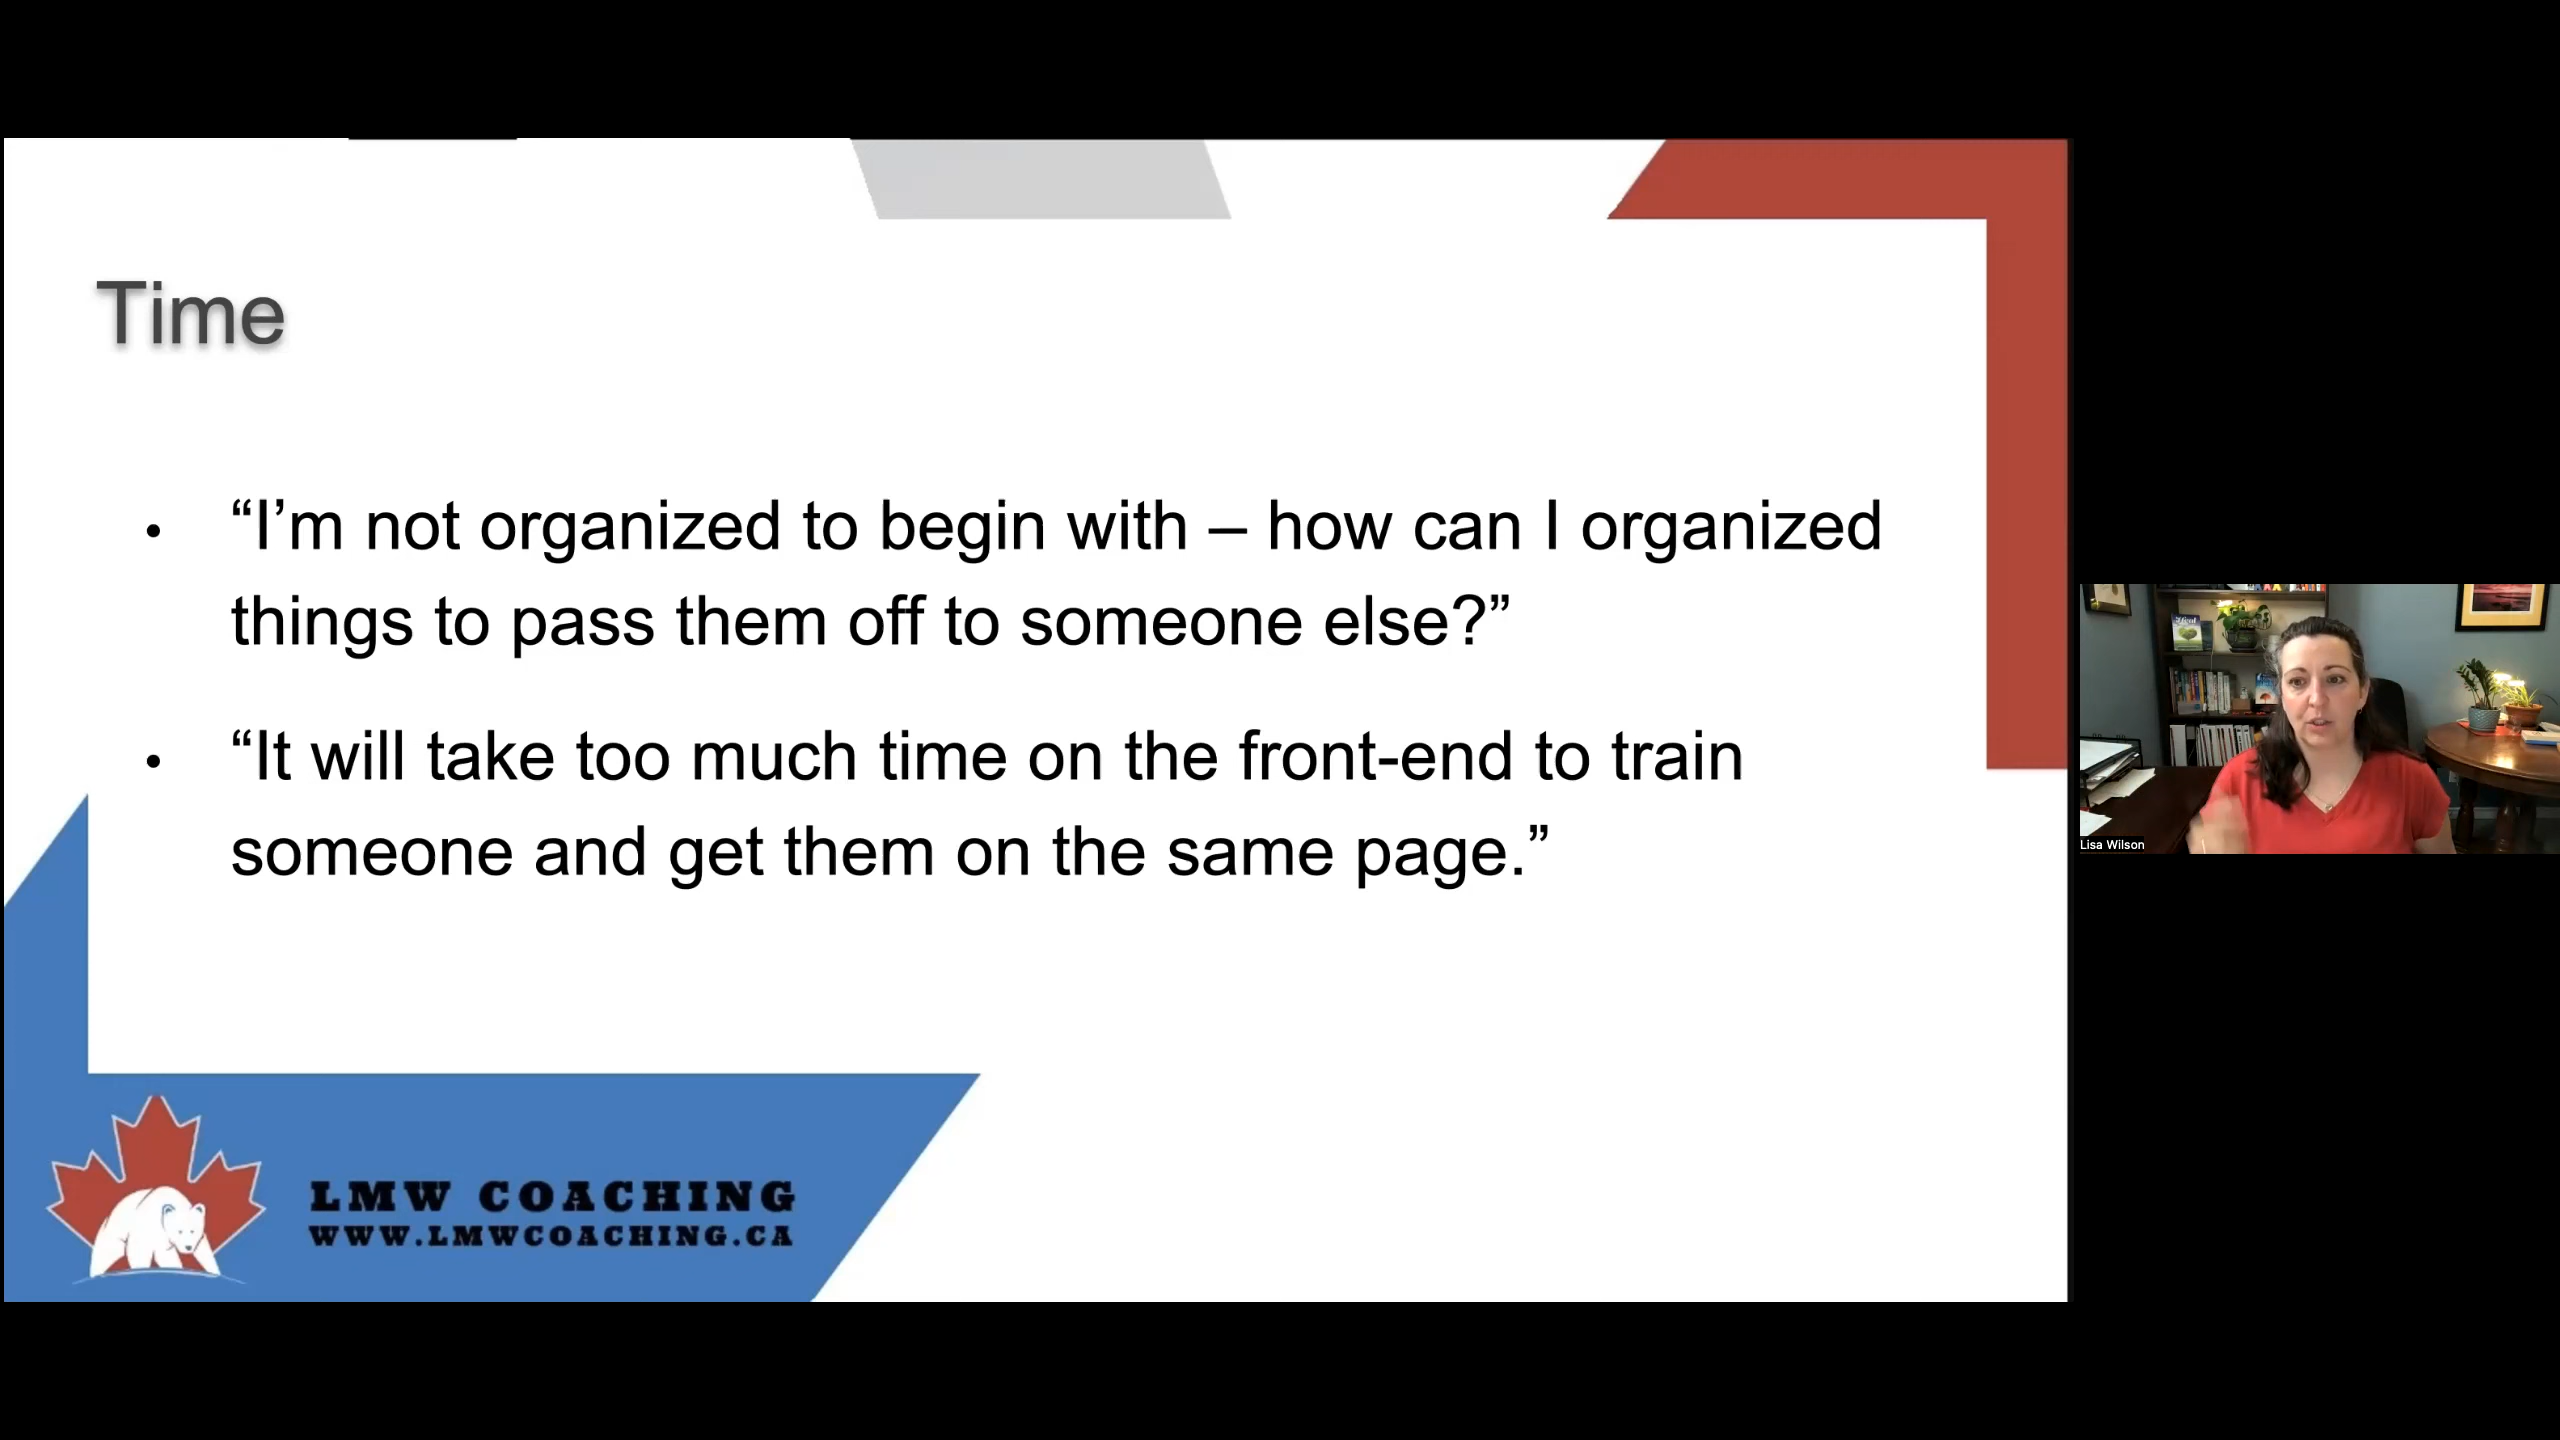 Time
• “I’m not organized to begin with – how can I organized
things to pass them off to someone else?”
• “It will take too much time on the front-end to train
someone and get them on the same page.”
LMW COACHING
WWW.LMWCOACHING.CA
Lisa Wilson